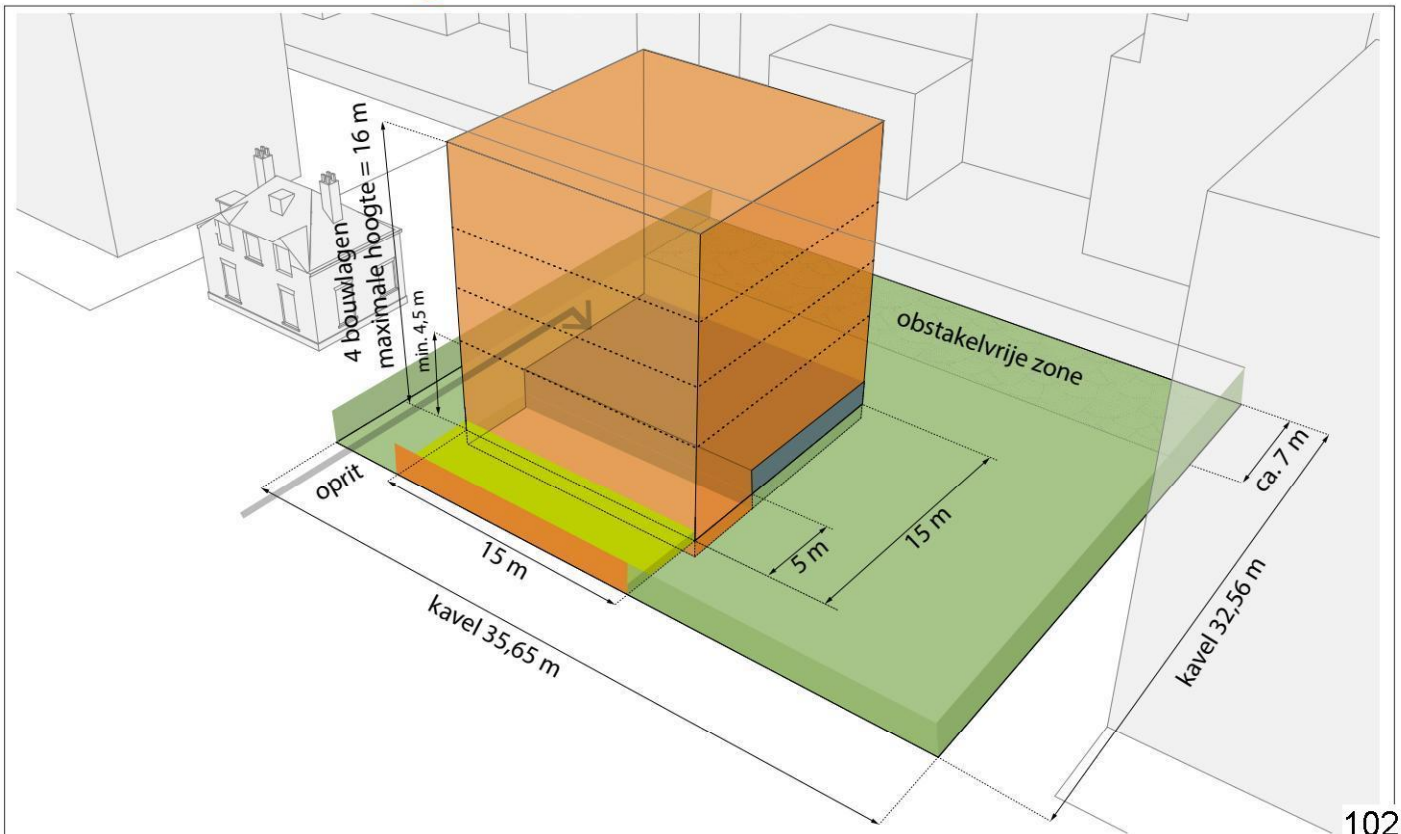 4 bouwlagen
maximale hoogte = 16 m
min. 4,5 m
obstakelvrije zone
oprit
15 m
kavel 35,65 m
5 m
15 m
ca. 7 m
kavel 32,56 m
102